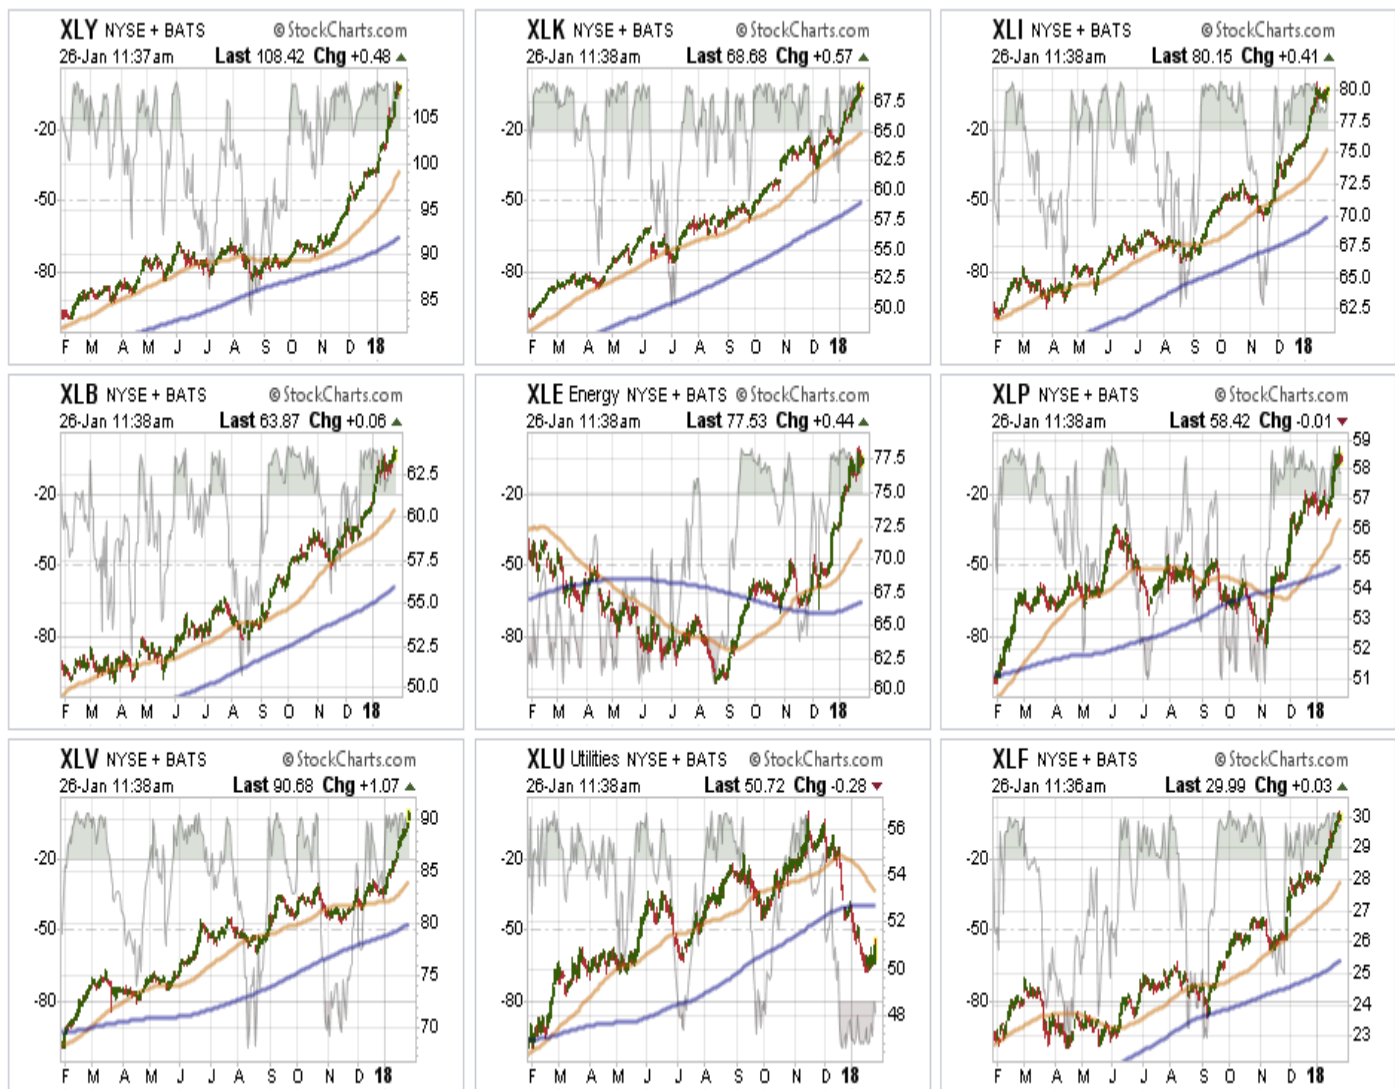 XLY NYSE + BATS © StockCharts.com
26-Jan 11:37am Last 108.42 Chg +0.48
105
-20
100
-50
95
90
-80
85
F M A M J J A S O N D 18
XLK NYSE + BATS © StockCharts.com
26-Jan 11:38am Last 68.68 Chg +0.57
67.5
-20 65.0
62.5
-50 60.0
57.5
55.0
-80 52.5
50.0
F M A M J J A S O N D 18
XLI NYSE + BATS © StockCharts.com
26-Jan 11:38am Last 80.15 Chg +0.41
80.0
-20 77.5
75.0
-50 72.5
70.0
67.5
-80 65.0
62.5
F M A M J J A S O N D 18
XLB NYSE + BATS © StockCharts.com
26-Jan 11:38am Last 63.87 Chg +0.06
62.5
-20
60.0
-50 57.5
55.0
-80 52.5
50.0
F M A M J J A S O N D 18
XLE Energy NYSE + BATS © StockCharts.com
26-Jan 11:38am Last 77.53 Chg +0.44
77.5
-20 75.0
72.5
-50 70.0
67.5
-80 65.0
62.5
60.0
F M A M J J A S O N D 18
XLP NYSE + BATS © StockCharts.com
26-Jan 11:38am Last 58.42 Chg -0.01
59
58
-20 57
56
-50 55
54
53
-80 52
51
F M A M J J A S O N D 18
XLV NYSE + BATS © StockCharts.com
26-Jan 11:38am Last 90.68 Chg +1.07
90
-20
85
-50 80
75
-80
70
F M A M J J A S O N D 18
XLU Utilities NYSE + BATS © StockCharts.com
26-Jan 11:38am Last 50.72 Chg -0.28
56
-20
54
-50 52
50
-80 48
F M A M J J A S O N D 18
XLF NYSE + BATS © StockCharts.com
26-Jan 11:36am Last 29.99 Chg +0.03
30
-20 29
28
27
-50 26
25
-80 24
23
F M A M J J A S O N D 18